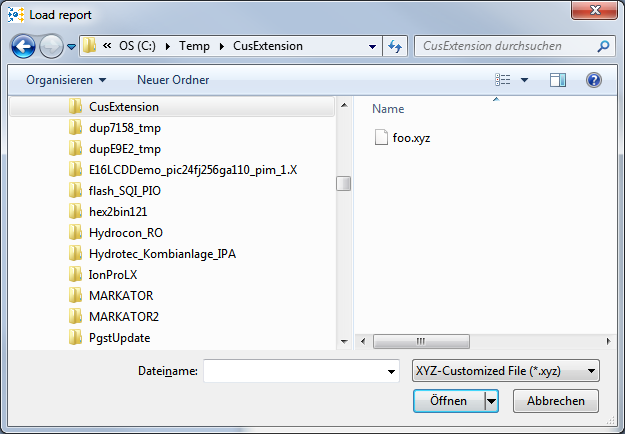 Load report
« OS (C:) Temp CusExtension
CusExtension durchsuchen
Organisieren Neuer Ordner
CusExtension
dup7158_tmp
dupE9E2_tmp
E16LCDDemo_pic24fj256ga110_pim_1.X
flash_SQI_PIO
hex2bin121
Hydrocon_RO
Hydrotec_Kombianlage_IPA
IonProLX
MARKATOR
MARKATOR2
PgstUpdate
Name
foo.xyz
Dateiname:
XYZ-Customized File (*.xyz)
Öffnen
Abbrechen